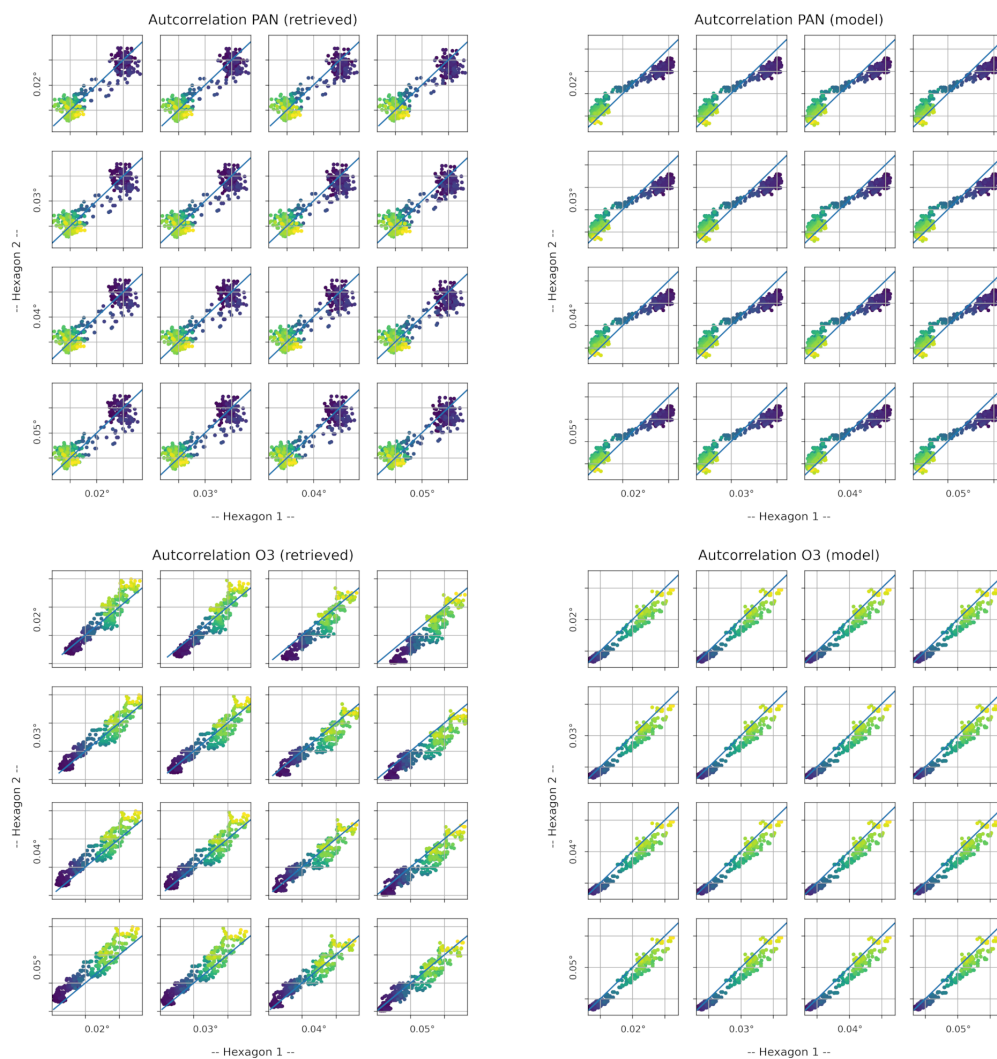 Autcorrelation PAN (retrieved)
0.02°
0.03°
0.04°
0.05°
-- Hexagon 2 --
0.02°
0.03°
0.04°
0.05°
-- Hexagon 1 --
Autcorrelation PAN (model)
0.02°
0.03°
0.04°
0.05°
-- Hexagon 2 --
0.02°
0.03°
0.04°
0.05°
-- Hexagon 1 --
Autcorrelation O3 (retrieved)
0.02°
0.03°
0.04°
0.05°
-- Hexagon 2 --
0.02°
0.03°
0.04°
0.05°
-- Hexagon 1 --
Autcorrelation O3 (model)
0.02°
0.03°
0.04°
0.05°
-- Hexagon 2 --
0.02°
0.03°
0.04°
0.05°
-- Hexagon 1 --